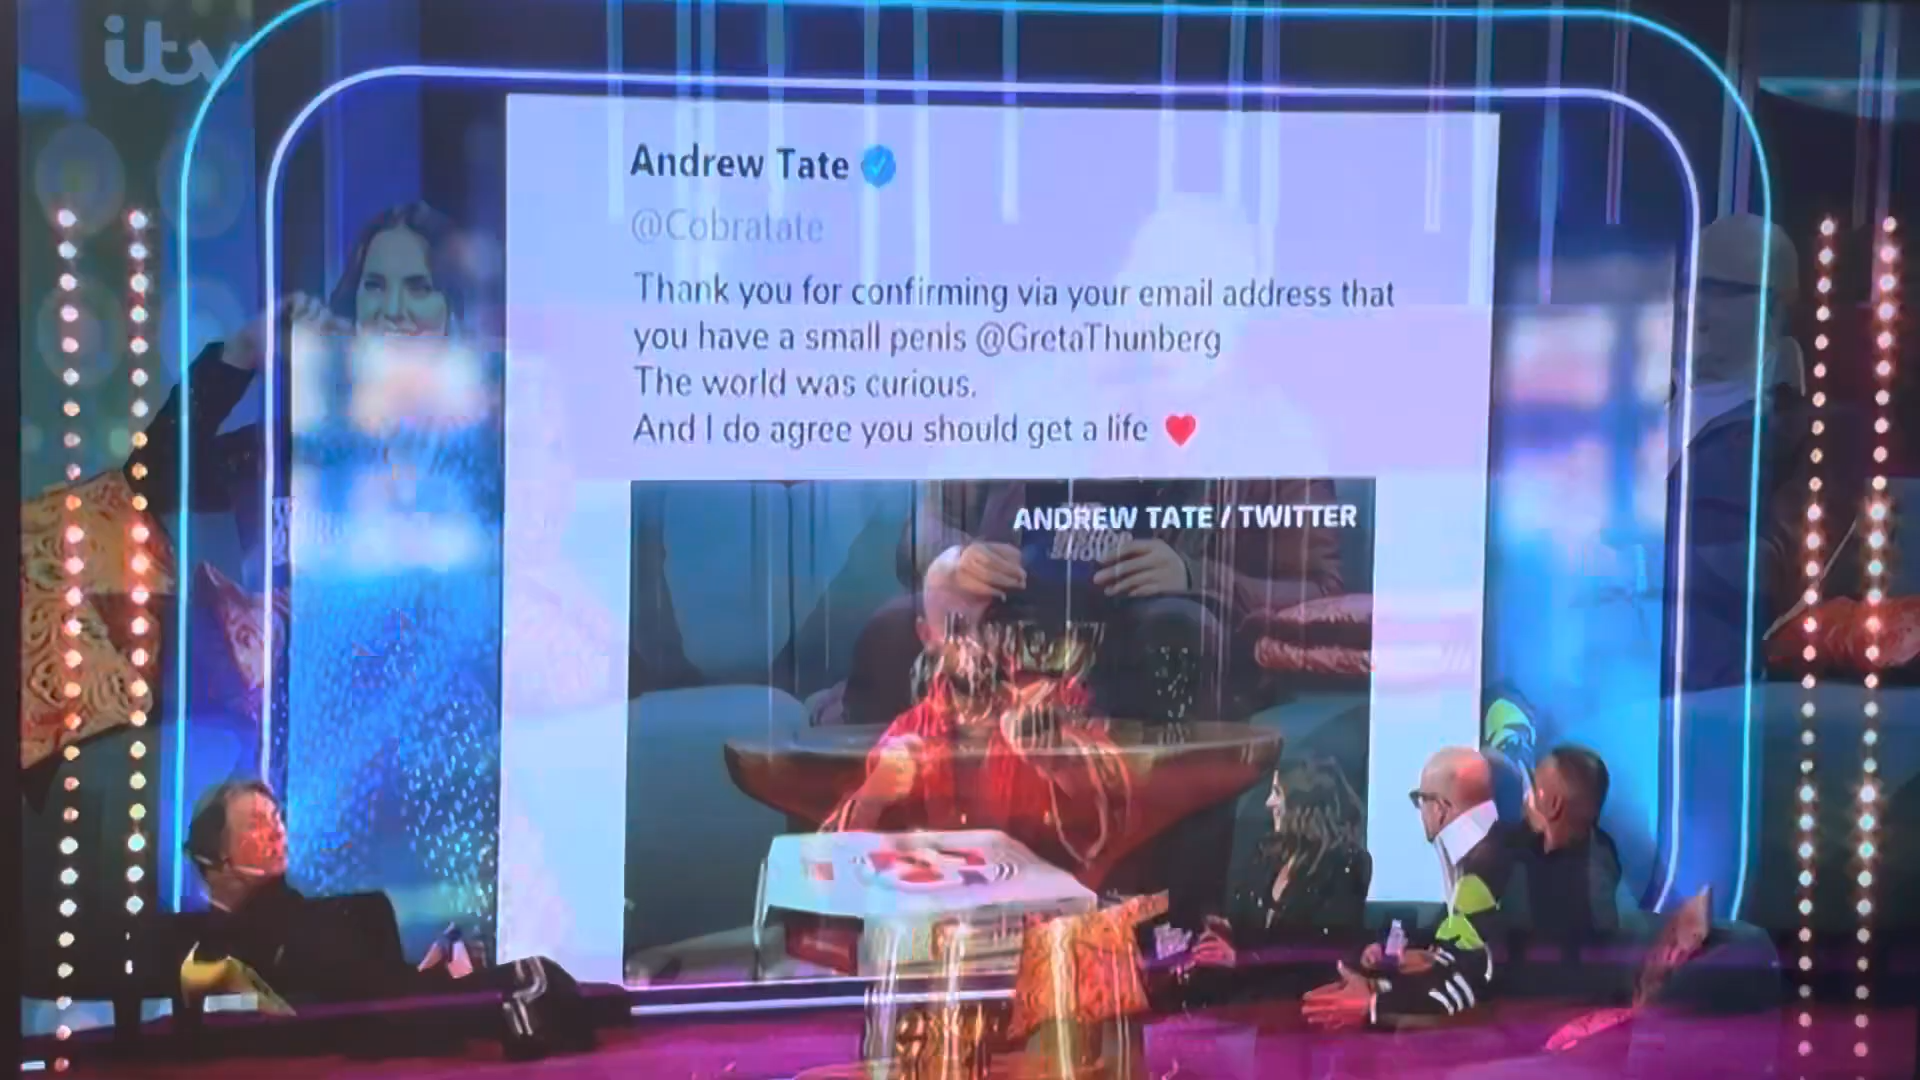 itv
Andrew Tate
@Cobratate
Thank you for confirming via your email address that
you have a small penis @GretaThunberg
The world was curious.
And I do agree you should get a life
ANDREW TATE / TWITTER